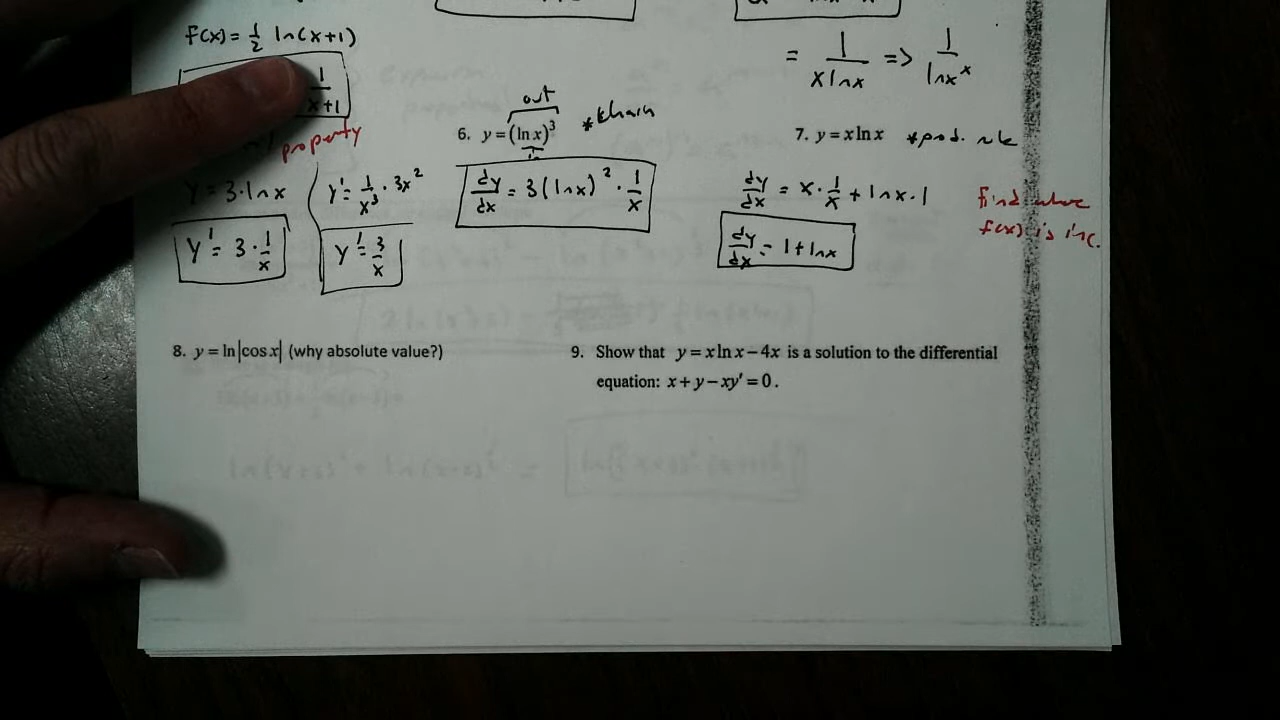 f(x) = 1/2 ln(x+1)
1
x+1
= 1/(x ln x) => 1/(ln x^x)
property
out
6. y = (ln x)^3 *chain
in
7. y = x ln x *prod. rule
Y = 3·ln x
y' = 1/x^3 · 3x^2
dy/dx = 3(ln x)^2 · 1/x
dy/dx = x · 1/x + ln x · 1
find where
f(x) is inc.
y' = 3 · 1/x
y' = 3/x
dy/dx = 1 + ln x
8. y = ln|cos x| (why absolute value?)
9. Show that y = x ln x − 4x is a solution to the differential
equation: x + y − xy' = 0.